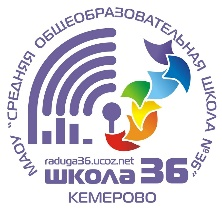 МАОУ "СРЕДНЯЯ ОБЩЕОБРАЗОВАТЕЛЬНАЯ ШКОЛА №36"
raduga36.ucoz.net
школа 36
КЕМЕРОВО